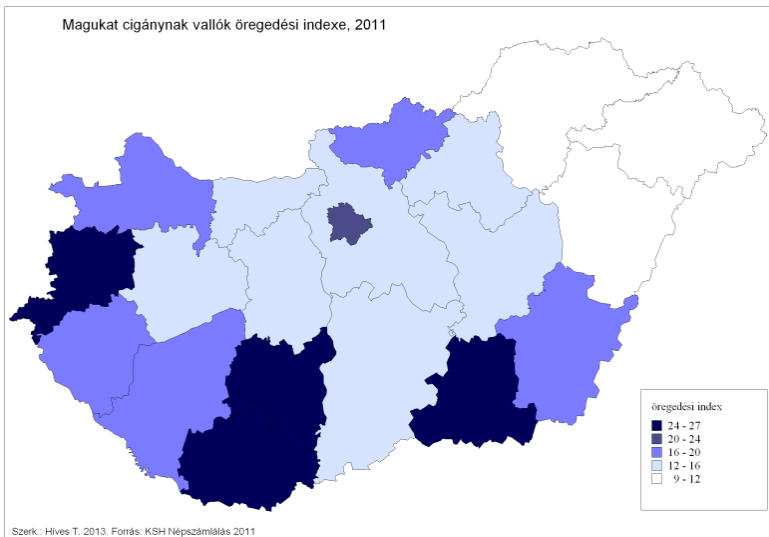 Magukat cigánynak vallók öregedési indexe, 2011
öregedési index
24 - 27
20 - 24
16 - 20
12 - 16
9 - 12
Szerk.: Híves T. 2013. Forrás: KSH Népszámlálás 2011